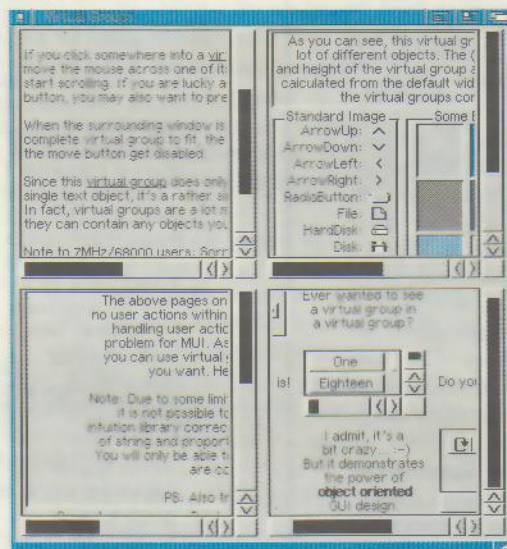 Virtual Groups
If you click somewhere into a vir
move the mouse across one of it
start scrolling. If you are lucky a
button, you may also want to pre
When the surrounding window is
complete virtual group to fit, the
the move button get disabled.
Since this virtual group does only
single text object, it's a rather si
In fact, virtual groups are a lot m
they can contain any objects you
Note to 7MHz/68000 users: Sorr
As you can see, this virtual gr
lot of different objects. The (
and height of the virtual group a
calculated from the default wid
the virtual groups cor
Standard Image
Some E
ArrowUp:
ArrowDown:
ArrowLeft:
ArrowRight:
RadioButton:
File:
HardDisk:
Disk:
The above pages on
no user actions within
handling user actio
problem for MUI. As
you can use virtual
you want. He
Note: Due to some limi
it is not possible to
intuition.library correc
of string and proport
You will only be able t
are co
PS: Also tr
Ever wanted to see
a virtual group in
a virtual group?
One
is!
Eighteen
Do you
I admit, it's a
bit crazy... :-)
But it demonstrates
the power of
object oriented
GUI design.